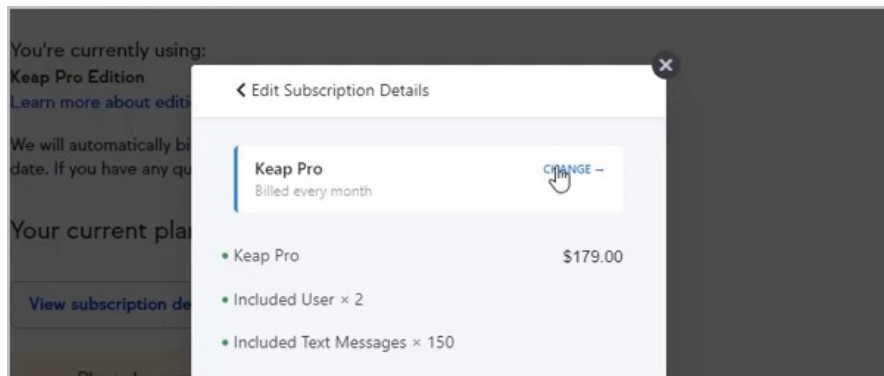 You're currently using:
Keap Pro Edition
Learn more about editi
We will automatically bi
date. If you have any qu
Your current plan
View subscription de
Edit Subscription Details
Keap Pro
CHANGE
Billed every month
• Keap Pro $179.00
• Included User × 2
• Included Text Messages × 150